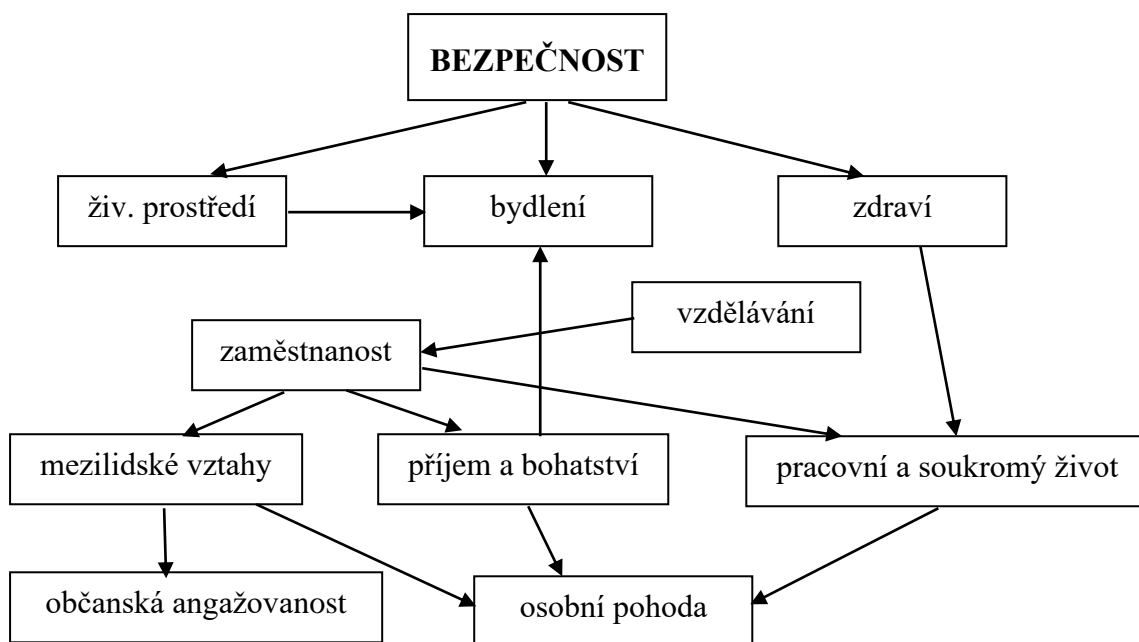 BEZPEČNOST
živ. prostředí
bydlení
zdraví
vzdělávání
zaměstnanost
mezilidské vztahy
příjem a bohatství
pracovní a soukromý život
občanská angažovanost
osobní pohoda